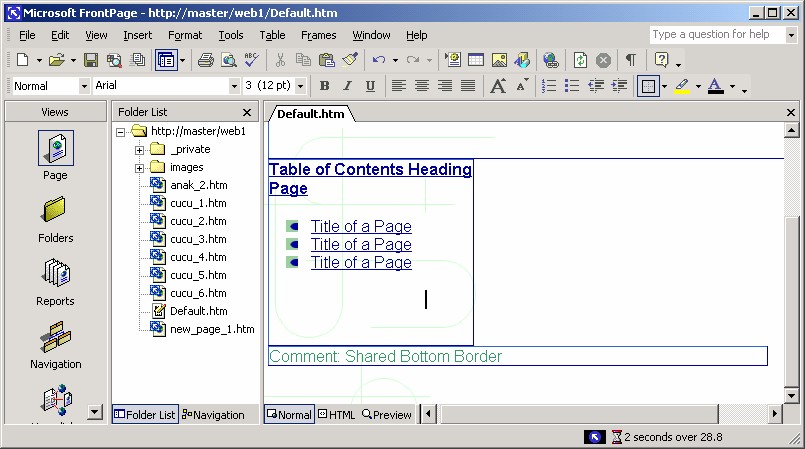 Microsoft FrontPage - http://master/web1/Default.htm
File Edit View Insert Format Tools Table Frames Window Help Type a question for help
Normal Arial 3 (12 pt) B I U A A A
Views Folder List
Default.htm
http://master/web1
_private
images
anak_2.htm
cucu_1.htm
cucu_2.htm
cucu_3.htm
cucu_4.htm
cucu_5.htm
cucu_6.htm
Default.htm
new_page_1.htm
Page
Folders
Reports
Navigation
Table of Contents Heading
Page
Title of a Page
Title of a Page
Title of a Page
Comment: Shared Bottom Border
Folder List Navigation Normal HTML Preview
2 seconds over 28.8